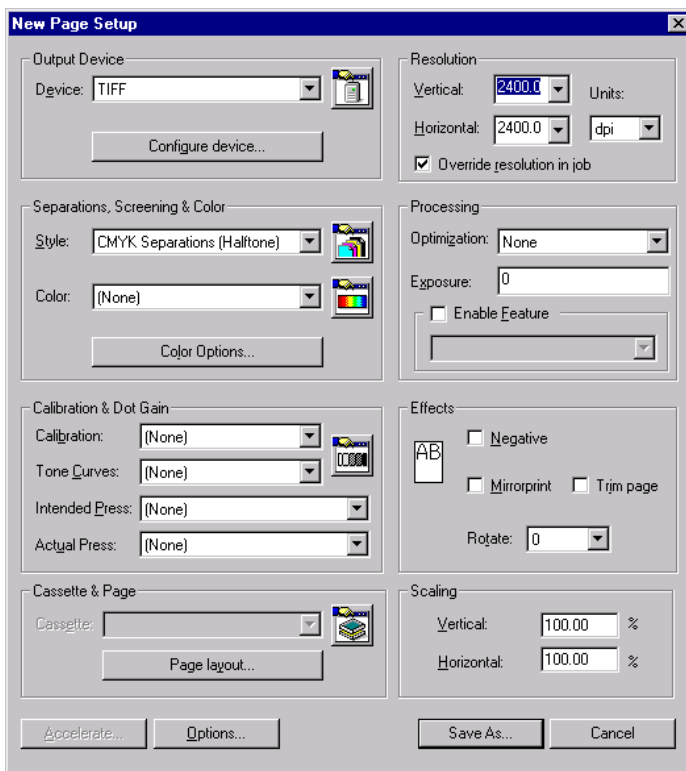 New Page Setup
Output Device
Device: TIFF
Configure device...
Resolution
Vertical: 2400.0 Units:
Horizontal: 2400.0 dpi
Override resolution in job
Separations, Screening & Color
Style: CMYK Separations (Halftone)
Color: (None)
Color Options...
Processing
Optimization: None
Exposure: 0
Enable Feature
Calibration & Dot Gain
Calibration: (None)
Tone Curves: (None)
Intended Press: (None)
Actual Press: (None)
Effects
AB
Negative
Mirrorprint Trim page
Rotate: 0
Cassette & Page
Cassette:
Page layout...
Scaling
Vertical: 100.00 %
Horizontal: 100.00 %
Accelerate... Options... Save As... Cancel